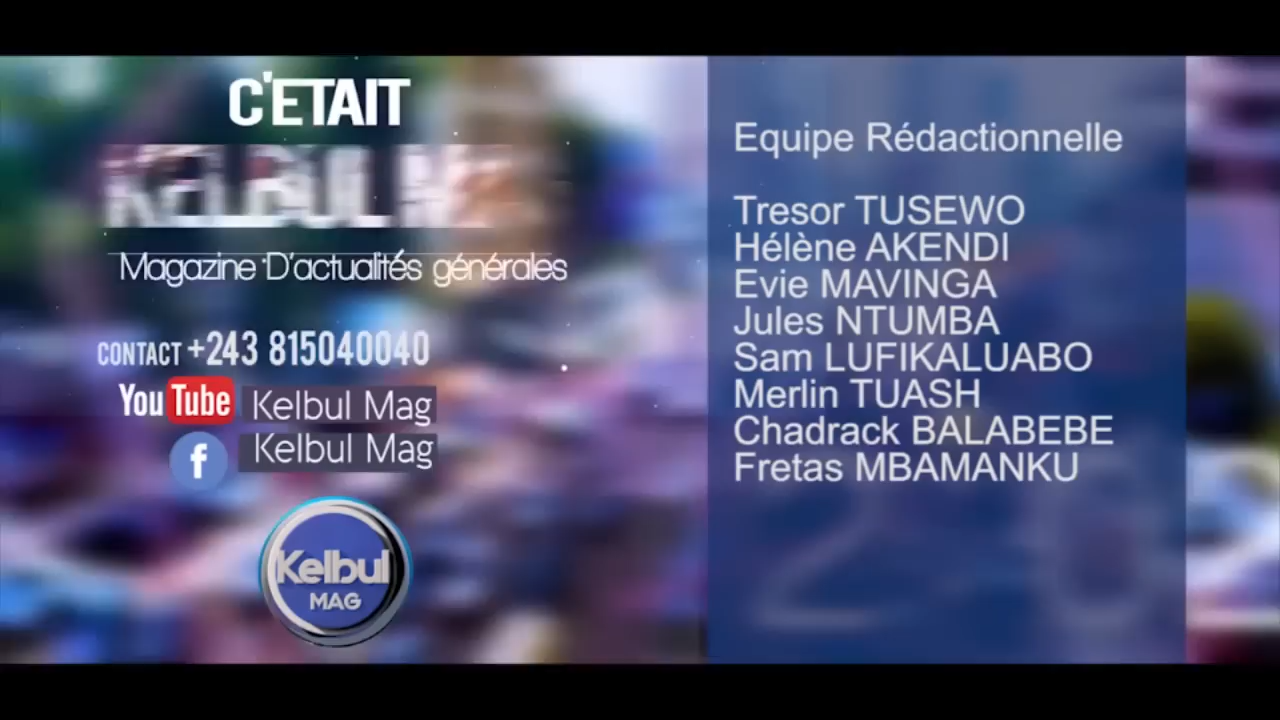 C'ETAIT
KELBUL
Magazine D'actualités générales
CONTACT +243 815040040
YouTube Kelbul Mag
f Kelbul Mag
Kelbul
MAG
Equipe Rédactionnelle
Tresor TUSEWO
Hélène AKENDI
Evie MAVINGA
Jules NTUMBA
Sam LUFIKALUABO
Merlin TUASH
Chadrack BALABEBE
Fretas MBAMANKU